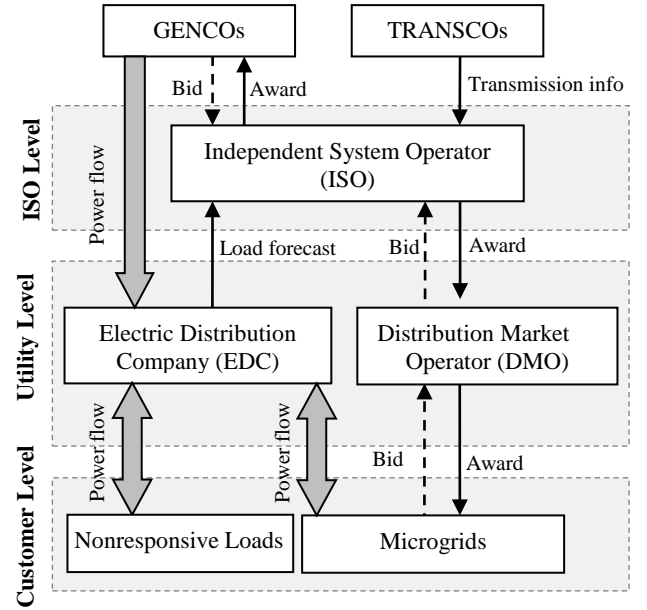 GENCOs
TRANSCOs
Bid
Award
Transmission info
ISO Level
Independent System Operator
(ISO)
Power flow
Load forecast
Bid
Award
Utility Level
Electric Distribution
Company (EDC)
Distribution Market
Operator (DMO)
Power flow
Power flow
Bid
Award
Customer Level
Nonresponsive Loads
Microgrids